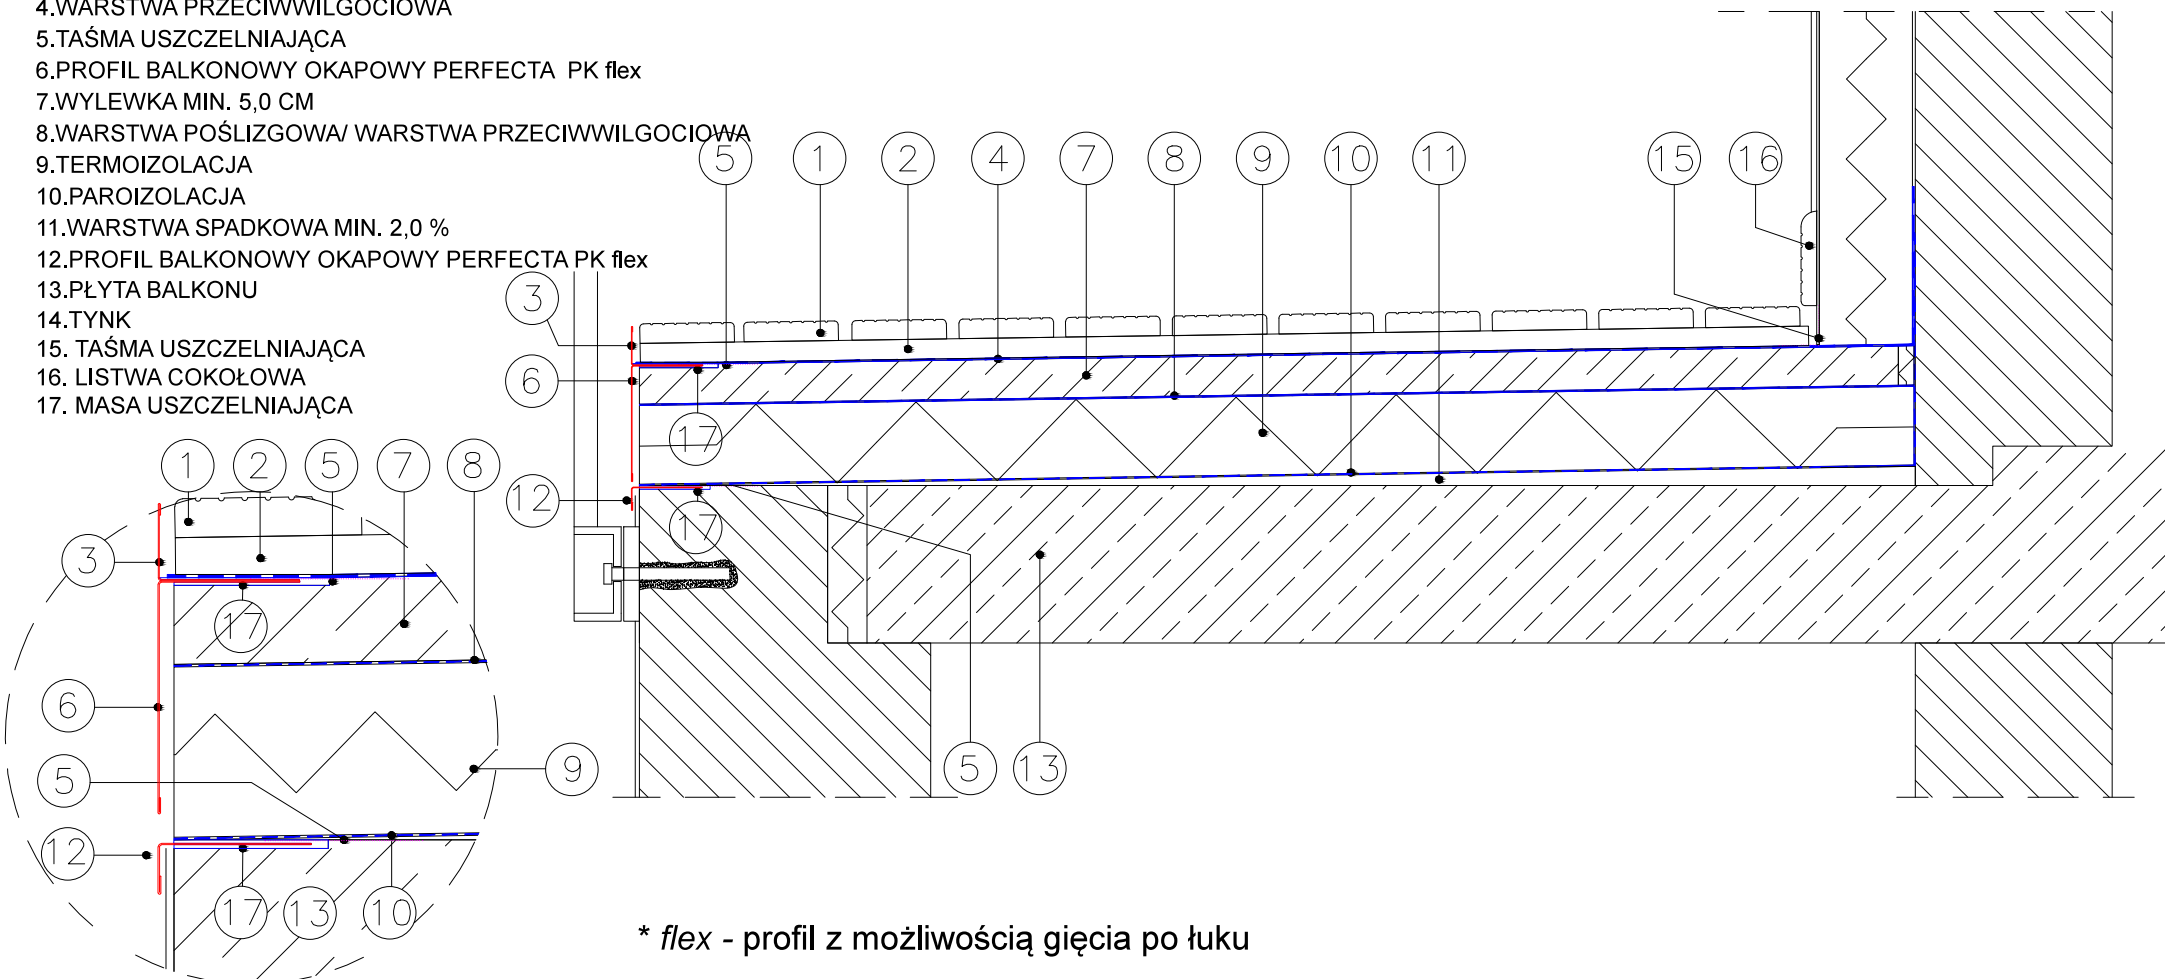 4.WARSTWA PRZECIWWILGOCIOWA
5.TAŚMA USZCZELNIAJĄCA
6.PROFIL BALKONOWY OKAPOWY PERFECTA  PK flex
7.WYLEWKA MIN. 5,0 CM
8.WARSTWA POŚLIZGOWA/ WARSTWA PRZECIWWILGOCIOWA
9.TERMOIZOLACJA
10.PAROIZOLACJA
11.WARSTWA SPADKOWA MIN. 2,0 %
12.PROFIL BALKONOWY OKAPOWY PERFECTA PK flex
13.PŁYTA BALKONU
14.TYNK
15. TAŚMA USZCZELNIAJĄCA
16. LISTWA COKOŁOWA
17. MASA USZCZELNIAJĄCA
5 1 2 4 7 8 9 10 11 15 16
3
6
17
12
17
5 13
1 2 5 7 8
3
17
6
5
9
12
17 13 10
* flex - profil z możliwością gięcia po łuku